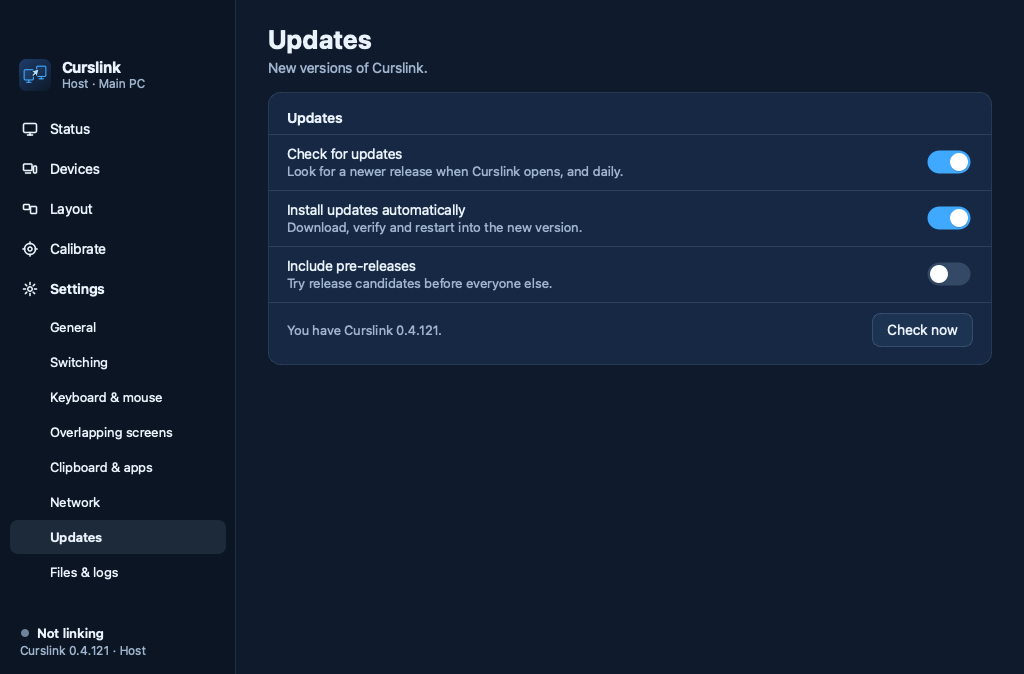 Curslink
Host · Main PC
Status
Devices
Layout
Calibrate
Settings
General
Switching
Keyboard & mouse
Overlapping screens
Clipboard & apps
Network
Updates
Files & logs
Not linking
Curslink 0.4.121 · Host
Updates
New versions of Curslink.
Updates
Check for updates
Look for a newer release when Curslink opens, and daily.
Install updates automatically
Download, verify and restart into the new version.
Include pre-releases
Try release candidates before everyone else.
You have Curslink 0.4.121.
Check now